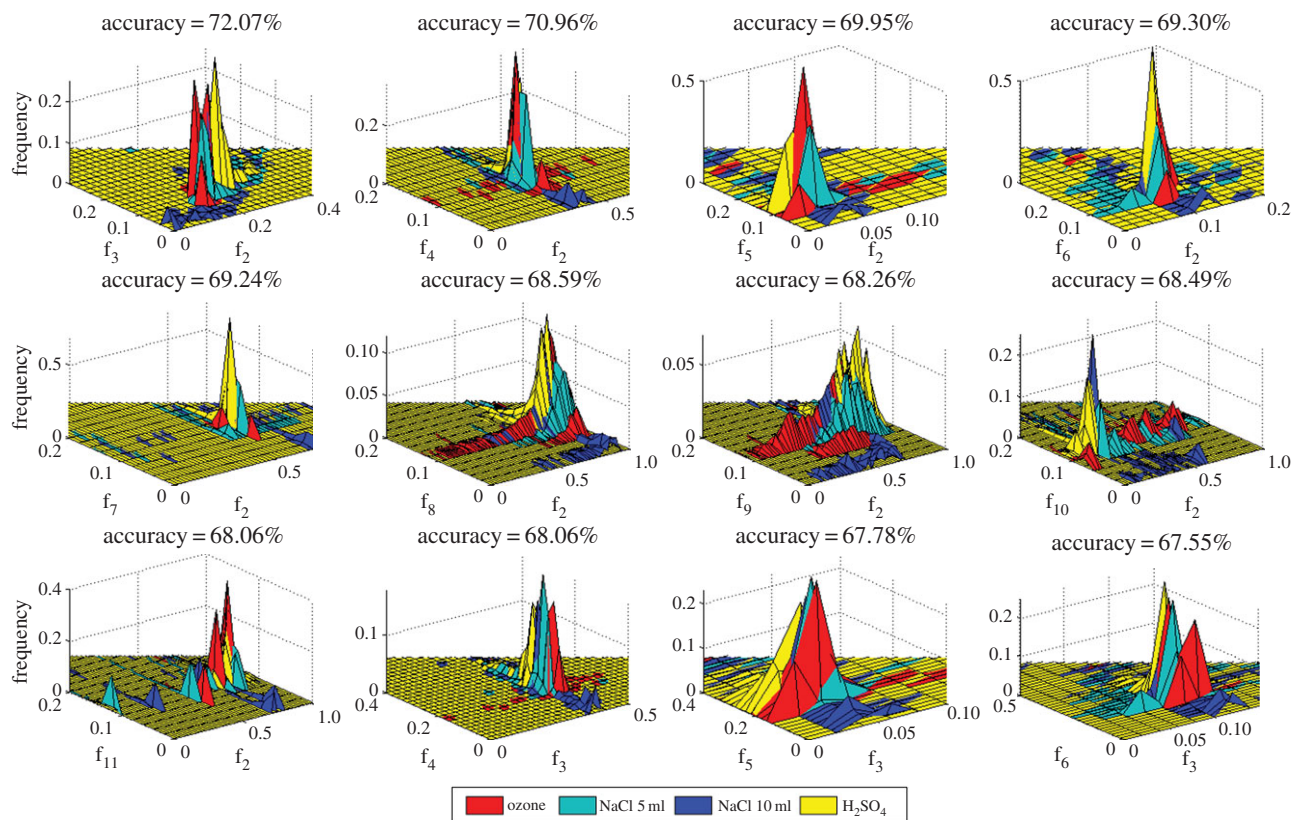 accuracy = 72.07% accuracy = 70.96% accuracy = 69.95% accuracy = 69.30%
frequency
0.2 0.1 0 0.2 0.1 0 0 0.2 0.4 f3 f2
0.2 0 0.2 0.1 0 0 0.5 f4 f2
0.5 0 0.2 0.1 0 0 0.05 0.10 f5 f2
0.5 0 0.2 0.1 0 0 0.1 0.2 f6 f2
accuracy = 69.24% accuracy = 68.59% accuracy = 68.26% accuracy = 68.49%
frequency
0.5 0 0.2 0.1 0 0 0.5 f7 f2
0.10 0.05 0 0.2 0.1 0 0 0.5 1.0 f8 f2
0.05 0 0.2 0.1 0 0 0.5 1.0 f9 f2
0.2 0.1 0 0.1 0 0 0.5 1.0 f10 f2
accuracy = 68.06% accuracy = 68.06% accuracy = 67.78% accuracy = 67.55%
frequency
0.4 0.2 0 0.2 0.1 0 0 0.5 1.0 f11 f2
0.1 0 0.4 0.2 0 0 0.5 f4 f3
0.2 0.1 0 0.4 0.2 0 0 0.05 0.10 f5 f3
0.2 0.1 0 0.5 0 0 0.05 0.10 f6 f3
ozone NaCl 5 ml NaCl 10 ml H2SO4